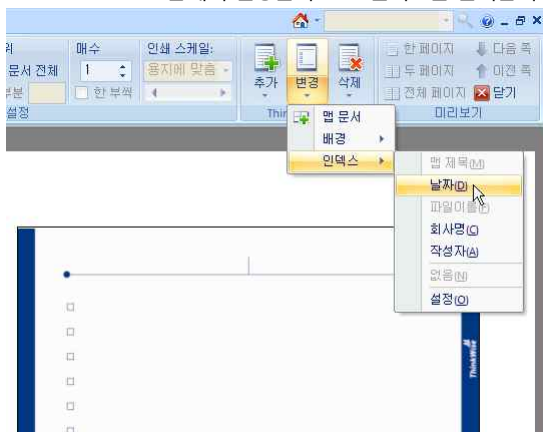 매수
인쇄 스케일:
한 페이지
다음 쪽
문서 전체
1
용지에 맞춤
두 페이지
이전 쪽
부분
한 부씩
추가
변경
삭제
전체 페이지
닫기
설정
Thin
미리보기
맵 문서
배경
인덱스
맵 제목(M)
날짜(D)
파일이름(F)
회사명(C)
작성자(A)
없음(N)
설정(O)
ThinkWise